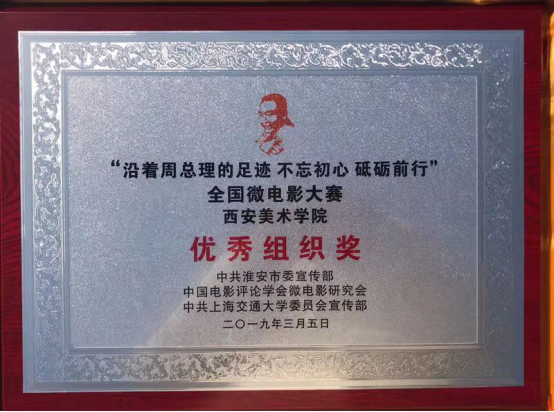 “沿着周总理的足迹 不忘初心 砥砺前行”
全国微电影大赛
西安美术学院
优秀组织奖
中共淮安市委宣传部
中国电影评论学会微电影研究会
中共上海交通大学委员会宣传部
二〇一九年三月五日